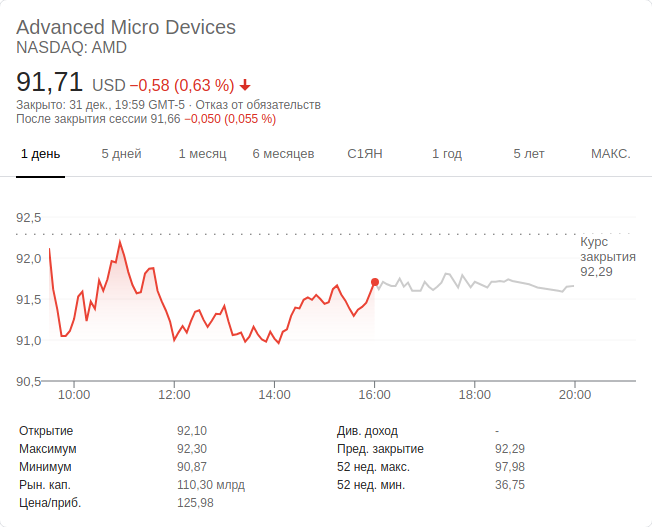 Advanced Micro Devices
NASDAQ: AMD
91,71 USD −0,58 (0,63 %)
Закрыто: 31 дек., 19:59 GMT-5 · Отказ от обязательств
После закрытия сессии 91,66 −0,050 (0,055 %)
1 день 5 дней 1 месяц 6 месяцев С1ЯН 1 год 5 лет МАКС.
92,5
Курс
закрытия
92,29
92,0
91,5
91,0
90,5
10:00 12:00 14:00 16:00 18:00 20:00
Открытие 92,10 Див. доход -
Максимум 92,30 Пред. закрытие 92,29
Минимум 90,87 52 нед. макс. 97,98
Рын. кап. 110,30 млрд 52 нед. мин. 36,75
Цена/приб. 125,98